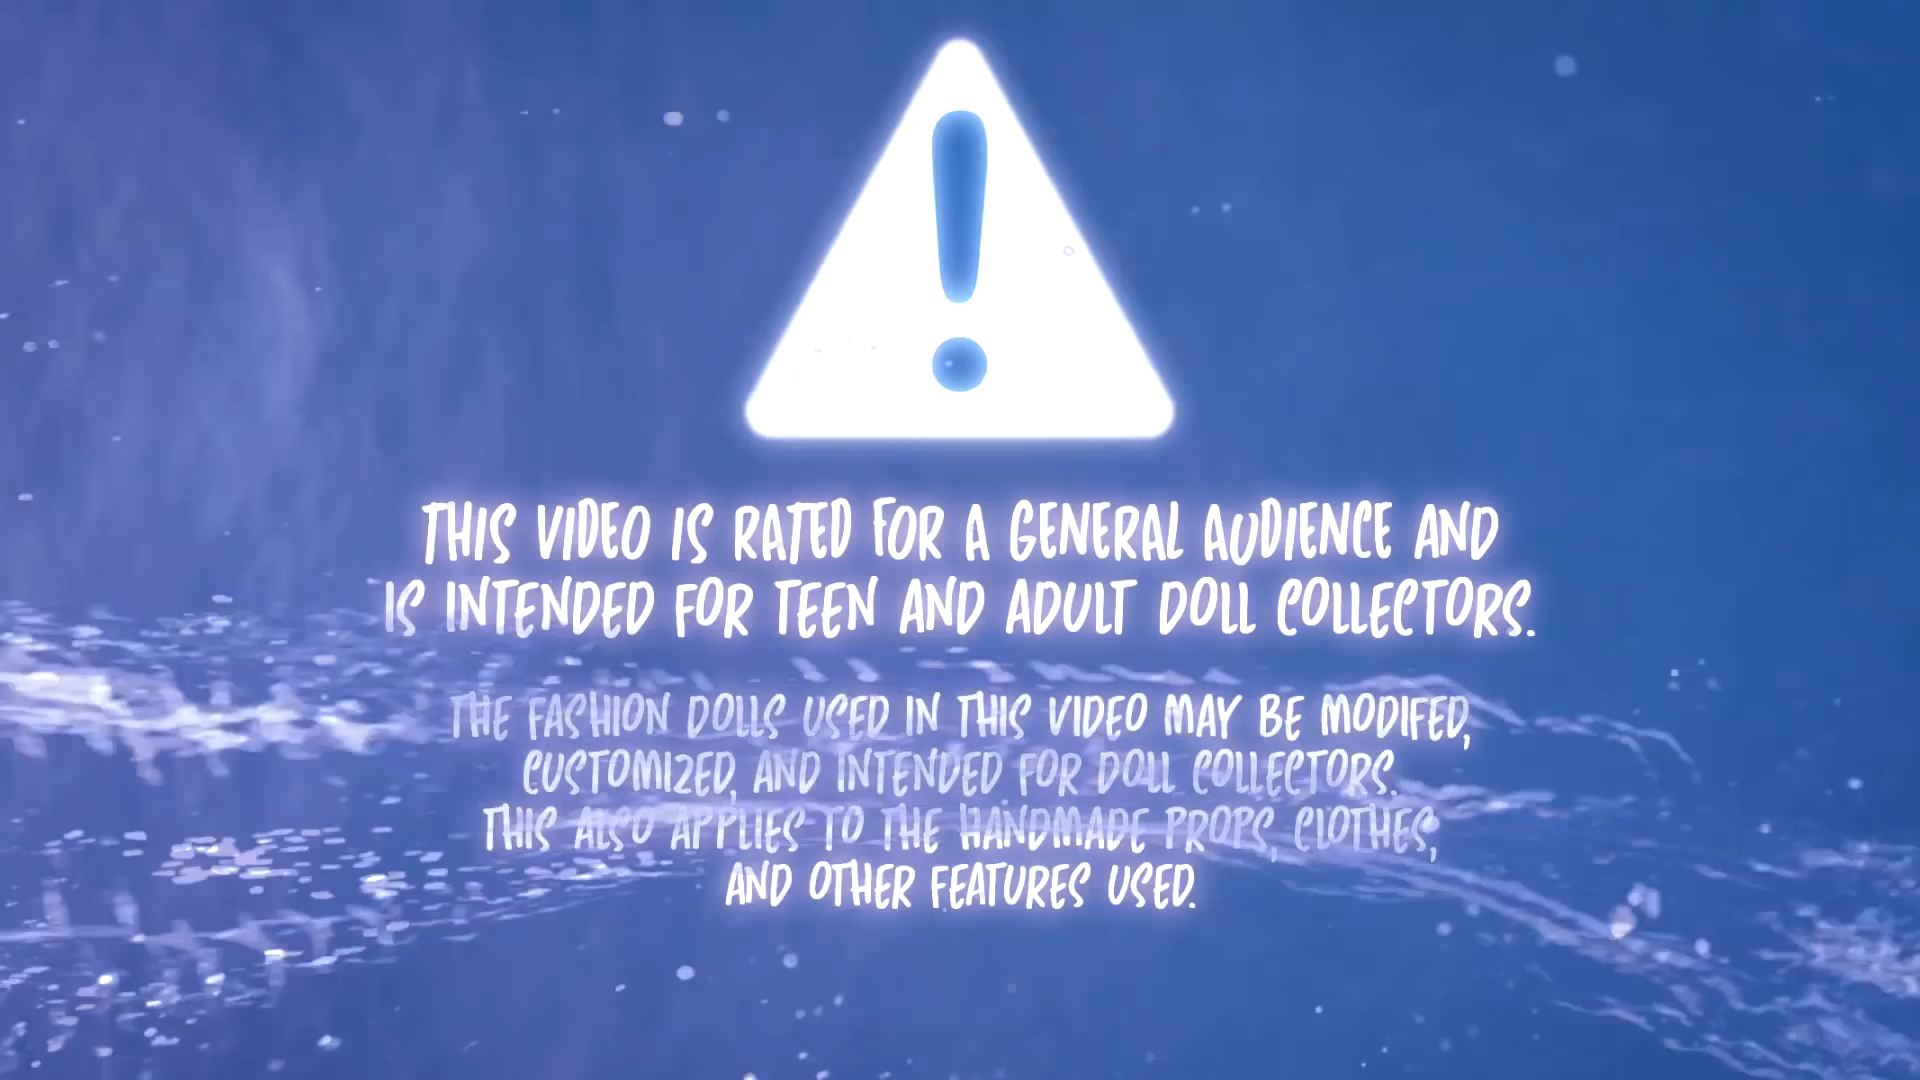 !
THIS VIDEO IS RATED FOR A GENERAL AUDIENCE AND
IS INTENDED FOR TEEN AND ADULT DOLL COLLECTORS.
THE FASHION DOLLS USED IN THIS VIDEO MAY BE MODIFED,
CUSTOMIZED, AND INTENDED FOR DOLL COLLECTORS.
THIS ALSO APPLIES TO THE HANDMADE PROPS, CLOTHES,
AND OTHER FEATURES USED.